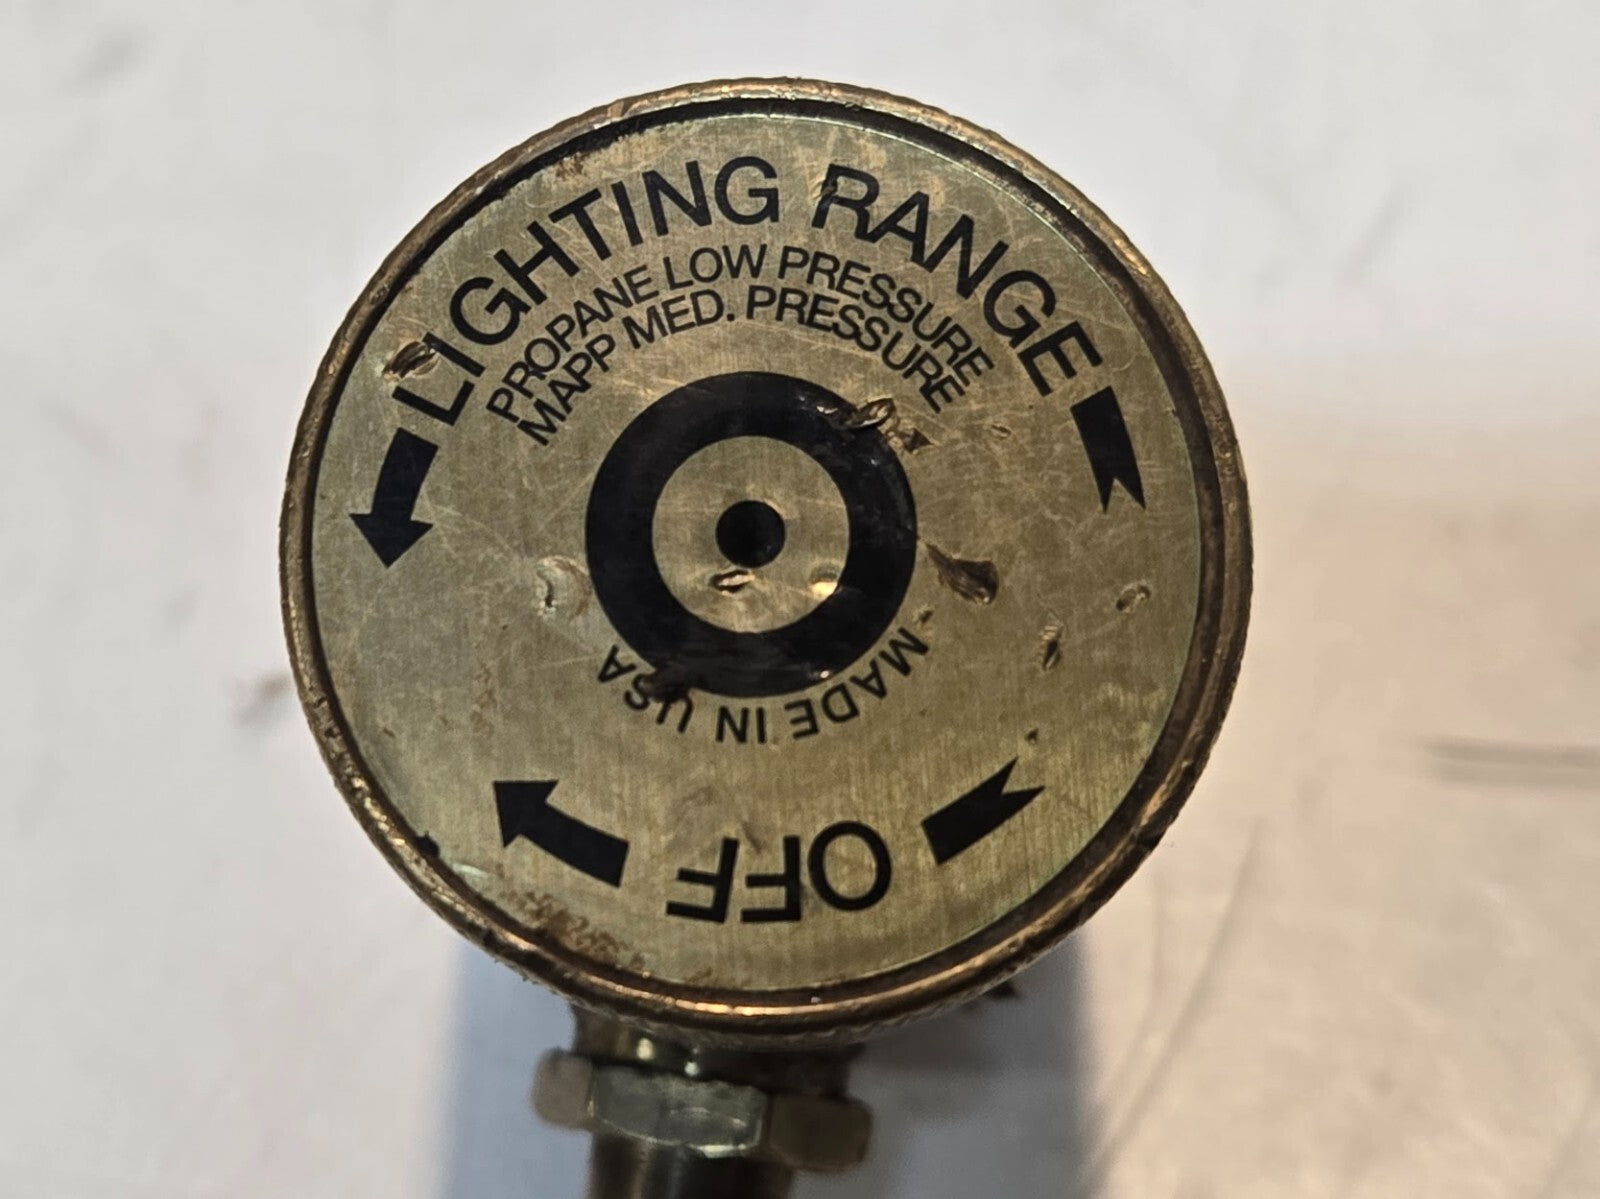 LIGHTING RANGE
PROPANE LOW PRESSURE
MAPP MED. PRESSURE
MADE IN USA
OFF